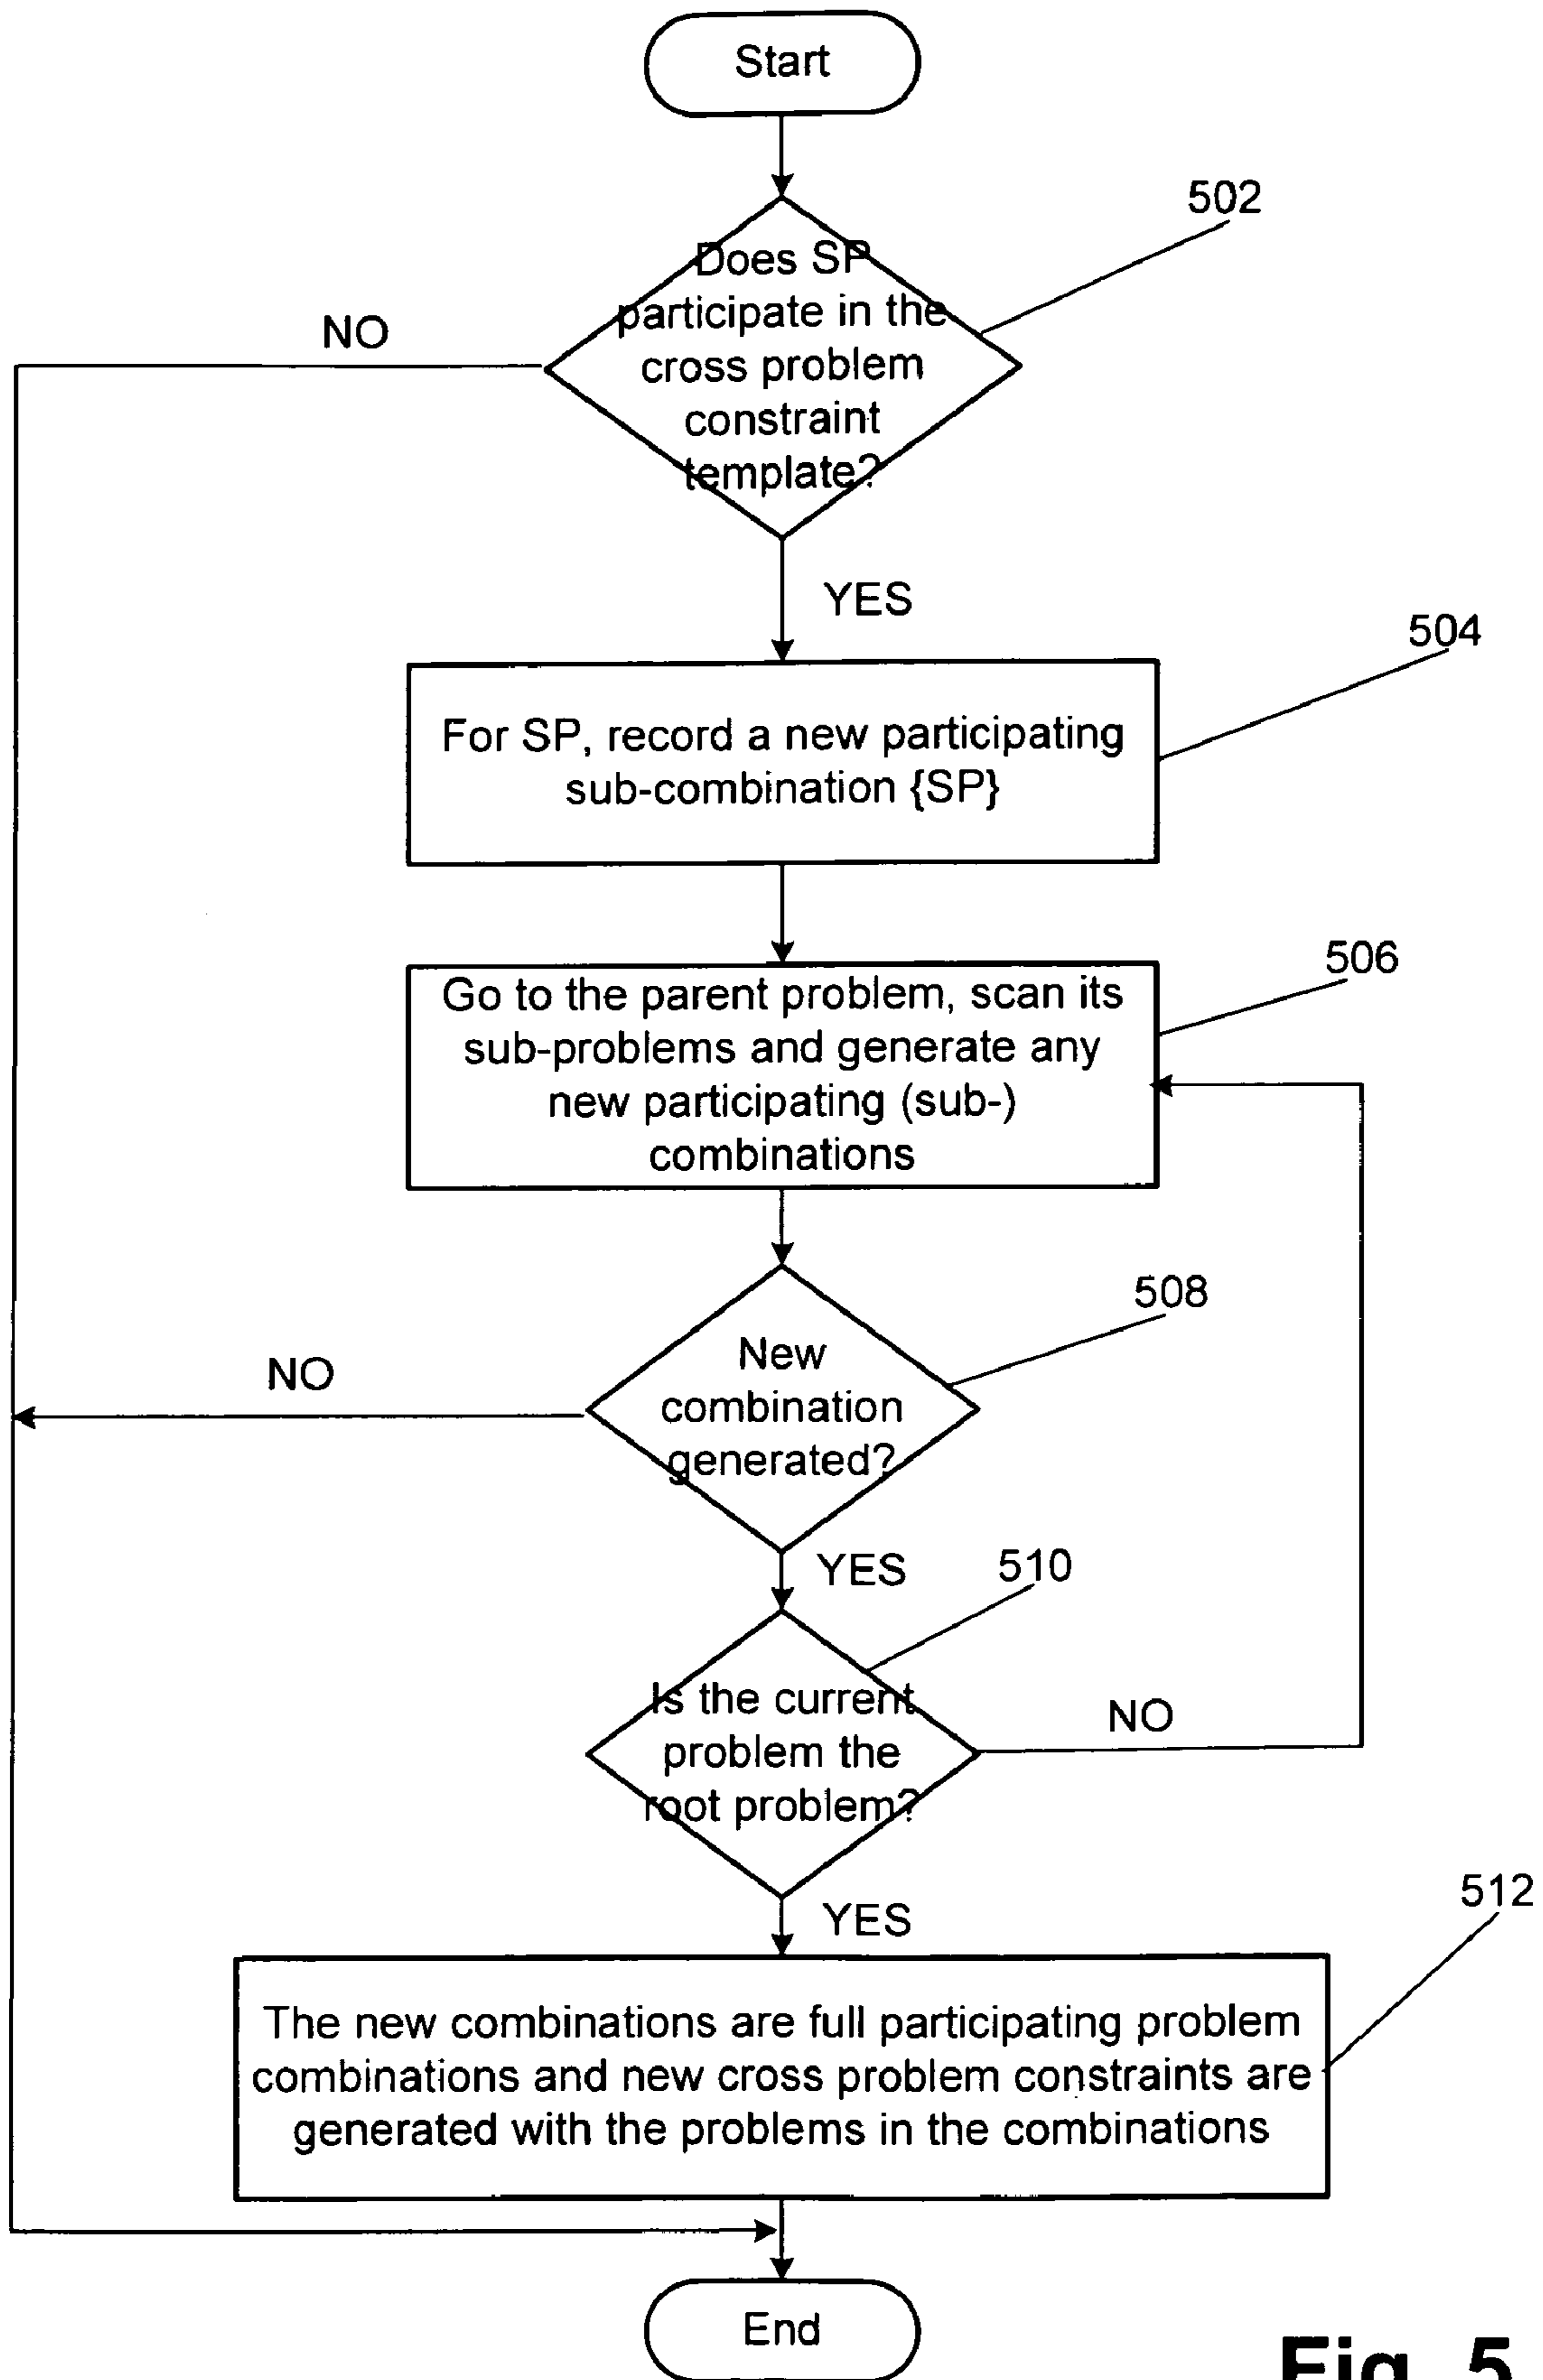 Start
502
Does SP
participate in the
cross problem
constraint
template?
NO
YES
504
For SP, record a new participating
sub-combination {SP}
506
Go to the parent problem, scan its
sub-problems and generate any
new participating (sub-)
combinations
508
New
combination
generated?
NO
YES
510
Is the current
problem the
root problem?
NO
YES
512
The new combinations are full participating problem
combinations and new cross problem constraints are
generated with the problems in the combinations
End
Fig. 5